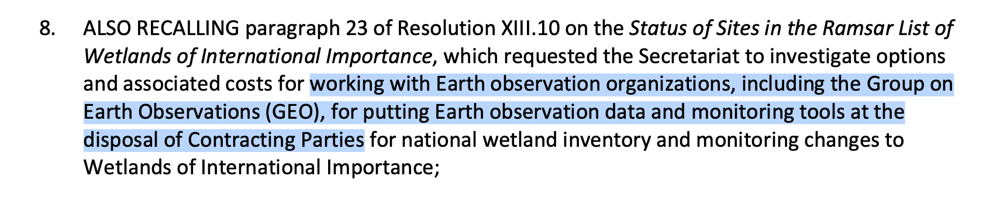 8. ALSO RECALLING paragraph 23 of Resolution XIII.10 on the Status of Sites in the Ramsar List of
Wetlands of International Importance, which requested the Secretariat to investigate options
and associated costs for working with Earth observation organizations, including the Group on
Earth Observations (GEO), for putting Earth observation data and monitoring tools at the
disposal of Contracting Parties for national wetland inventory and monitoring changes to
Wetlands of International Importance;